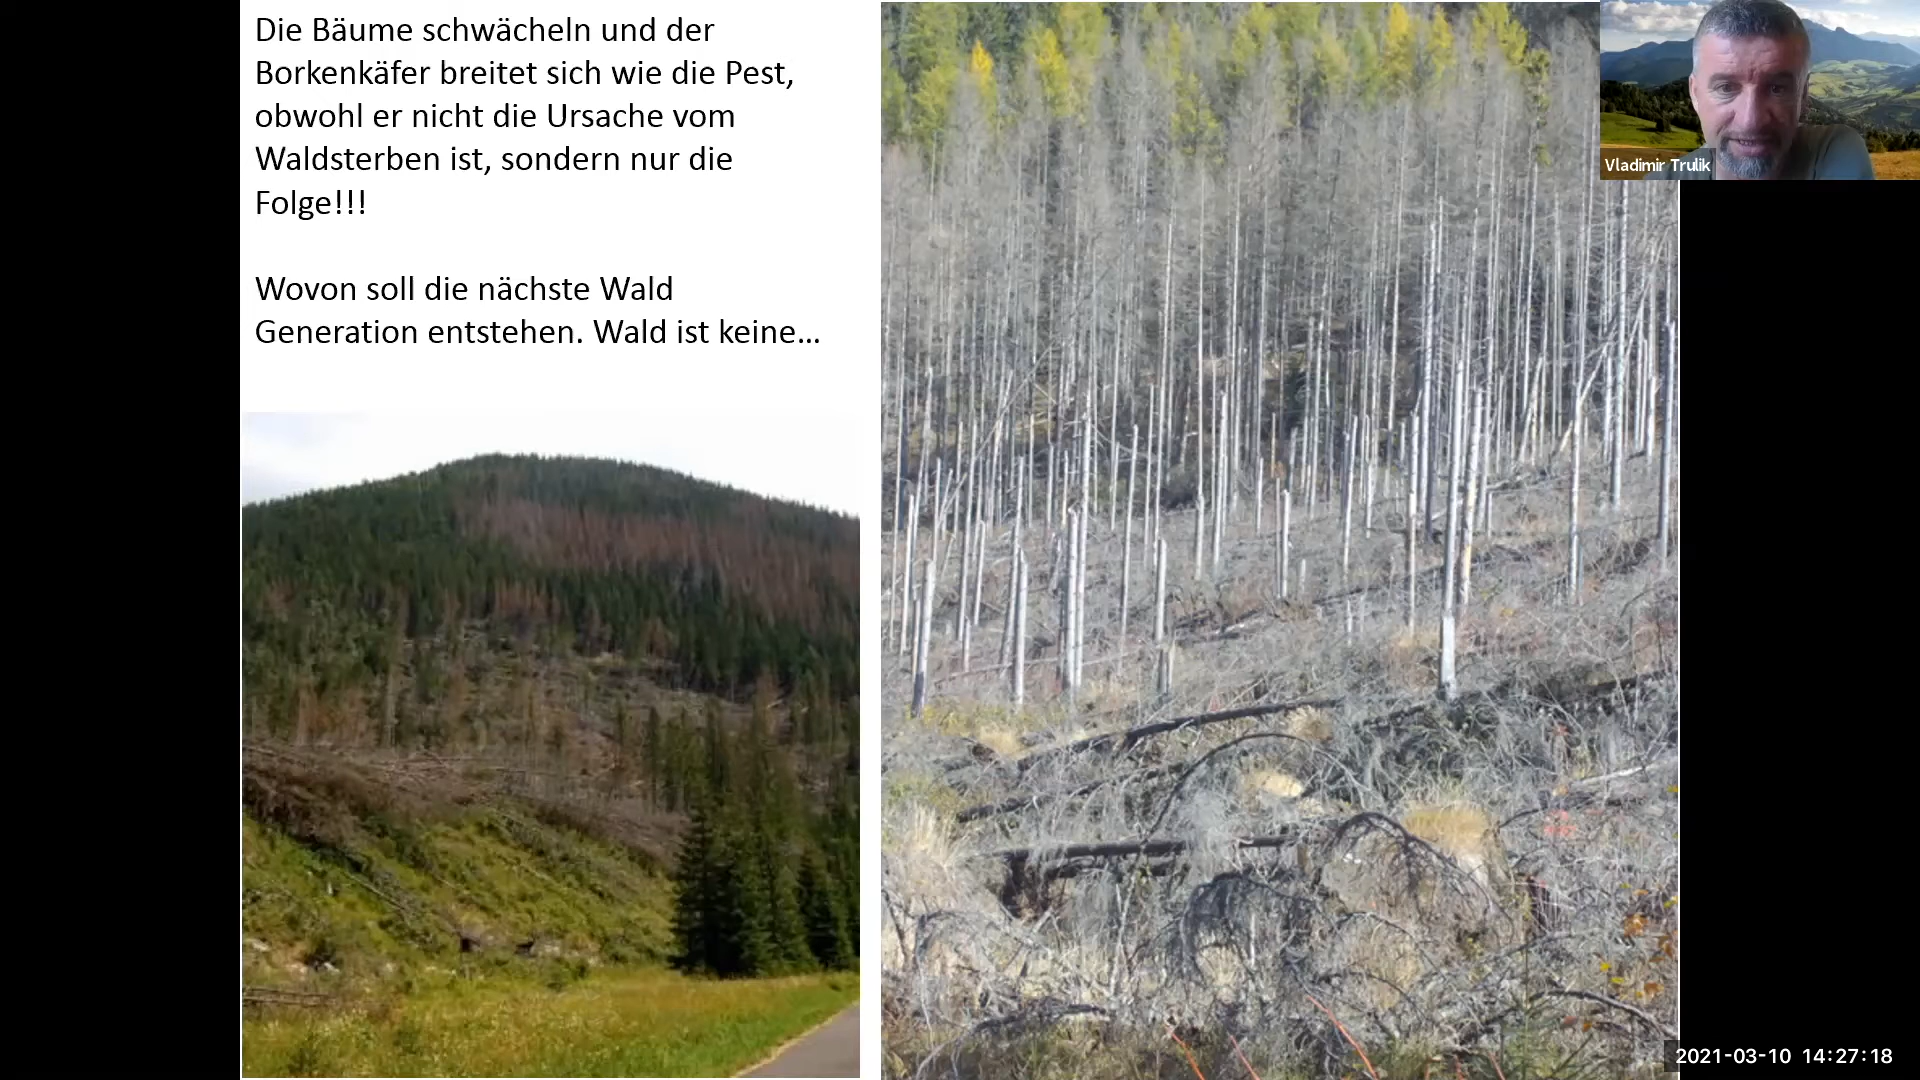 Die Bäume schwächeln und der
Borkenkäfer breitet sich wie die Pest,
obwohl er nicht die Ursache vom
Waldsterben ist, sondern nur die
Folge!!!
Wovon soll die nächste Wald
Generation entstehen. Wald ist keine...
Vladimir Trulik
2021-03-10 14:27:18